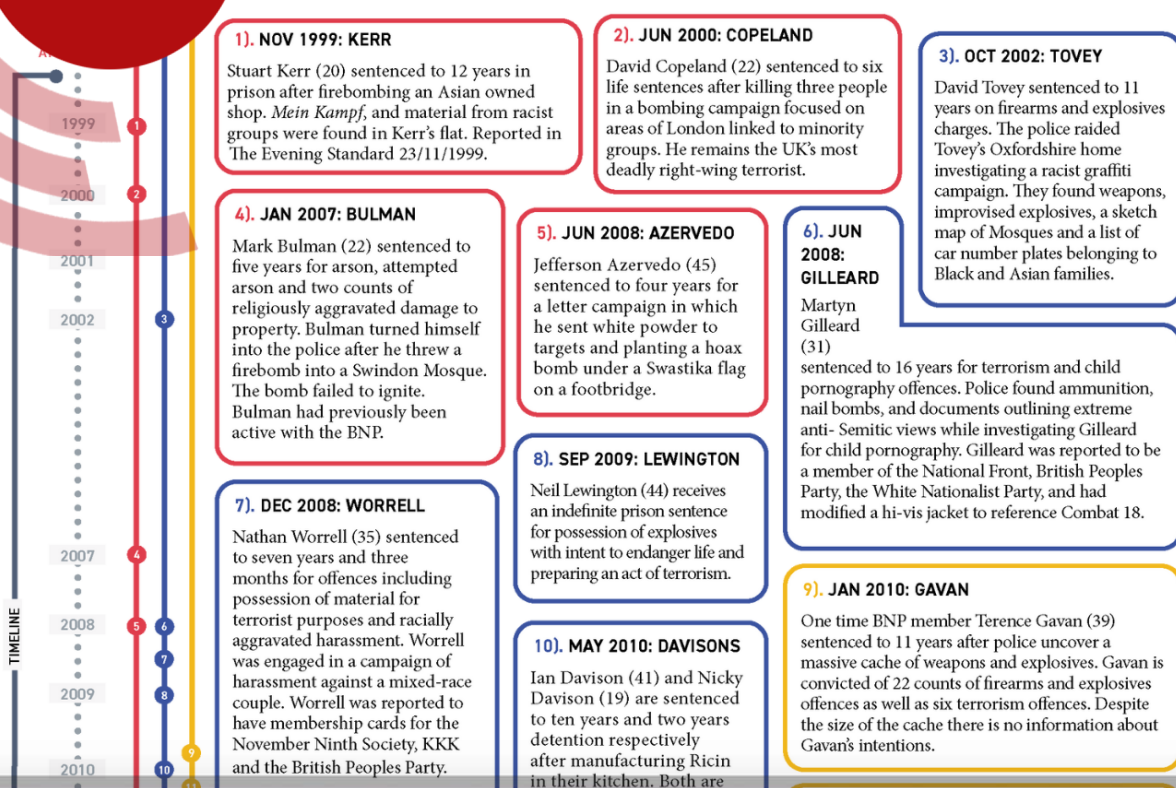 A
1999
2000
2001
2002
2007
2008
2009
2010
TIMELINE
1
2
3
4
5
6
7
8
9
10
1). NOV 1999: KERR
Stuart Kerr (20) sentenced to 12 years in
prison after firebombing an Asian owned
shop. Mein Kampf, and material from racist
groups were found in Kerr's flat. Reported in
The Evening Standard 23/11/1999.
2). JUN 2000: COPELAND
David Copeland (22) sentenced to six
life sentences after killing three people
in a bombing campaign focused on
areas of London linked to minority
groups. He remains the UK's most
deadly right-wing terrorist.
3). OCT 2002: TOVEY
David Tovey sentenced to 11
years on firearms and explosives
charges. The police raided
Tovey's Oxfordshire home
investigating a racist graffiti
campaign. They found weapons,
improvised explosives, a sketch
map of Mosques and a list of
car number plates belonging to
Black and Asian families.
4). JAN 2007: BULMAN
Mark Bulman (22) sentenced to
five years for arson, attempted
arson and two counts of
religiously aggravated damage to
property. Bulman turned himself
into the police after he threw a
firebomb into a Swindon Mosque.
The bomb failed to ignite.
Bulman had previously been
active with the BNP.
5). JUN 2008: AZERVEDO
Jefferson Azervedo (45)
sentenced to four years for
a letter campaign in which
he sent white powder to
targets and planting a hoax
bomb under a Swastika flag
on a footbridge.
6). JUN
2008:
GILLEARD
Martyn
Gilleard
(31)
sentenced to 16 years for terrorism and child
pornography offences. Police found ammunition,
nail bombs, and documents outlining extreme
anti- Semitic views while investigating Gilleard
for child pornography. Gilleard was reported to be
a member of the National Front, British Peoples
Party, the White Nationalist Party, and had
modified a hi-vis jacket to reference Combat 18.
7). DEC 2008: WORRELL
Nathan Worrell (35) sentenced
to seven years and three
months for offences including
possession of material for
terrorist purposes and racially
aggravated harassment. Worrell
was engaged in a campaign of
harassment against a mixed-race
couple. Worrell was reported to
have membership cards for the
November Ninth Society, KKK
and the British Peoples Party.
8). SEP 2009: LEWINGTON
Neil Lewington (44) receives
an indefinite prison sentence
for possession of explosives
with intent to endanger life and
preparing an act of terrorism.
9). JAN 2010: GAVAN
One time BNP member Terence Gavan (39)
sentenced to 11 years after police uncover a
massive cache of weapons and explosives. Gavan is
convicted of 22 counts of firearms and explosives
offences as well as six terrorism offences. Despite
the size of the cache there is no information about
Gavan's intentions.
10). MAY 2010: DAVISONS
Ian Davison (41) and Nicky
Davison (19) are sentenced
to ten years and two years
detention respectively
after manufacturing Ricin
in their kitchen. Both are